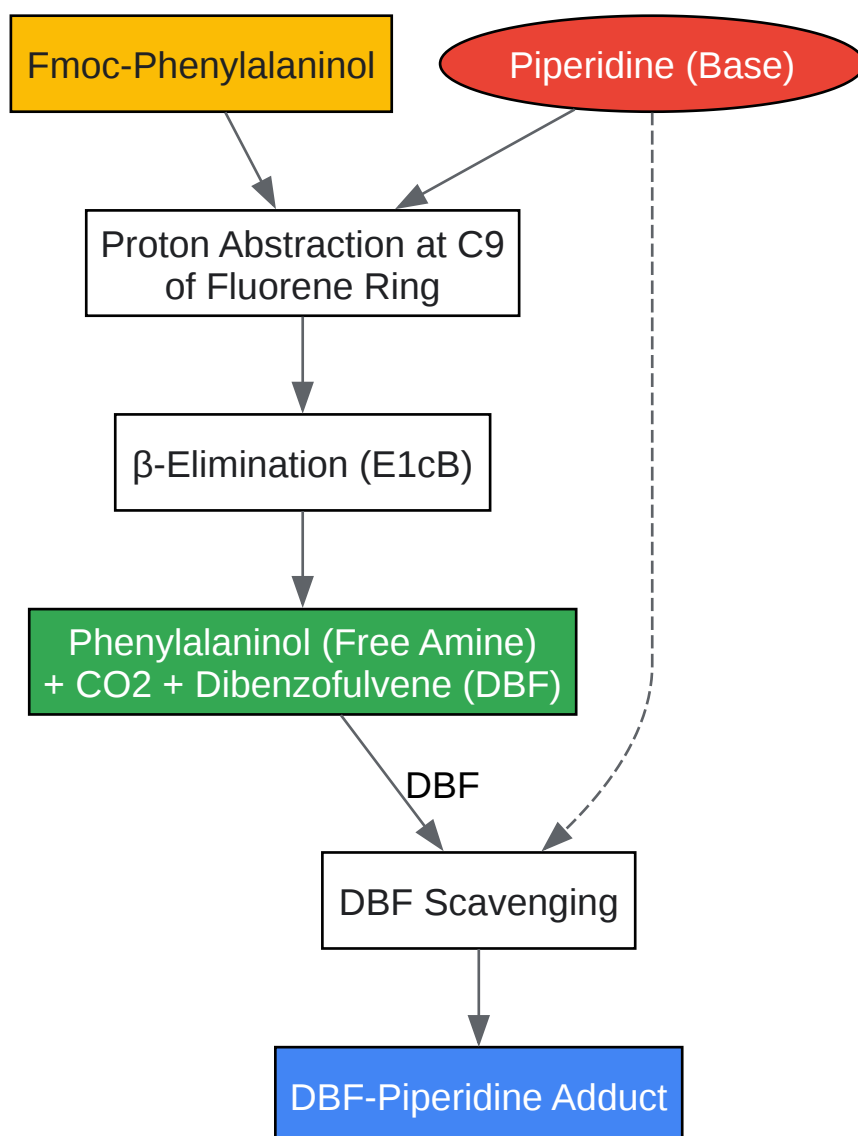 Fmoc-Phenylalaninol
Piperidine (Base)
Proton Abstraction at C9
of Fluorene Ring
β-Elimination (E1cB)
Phenylalaninol (Free Amine)
+ CO2 + Dibenzofulvene (DBF)
DBF
DBF Scavenging
DBF-Piperidine Adduct